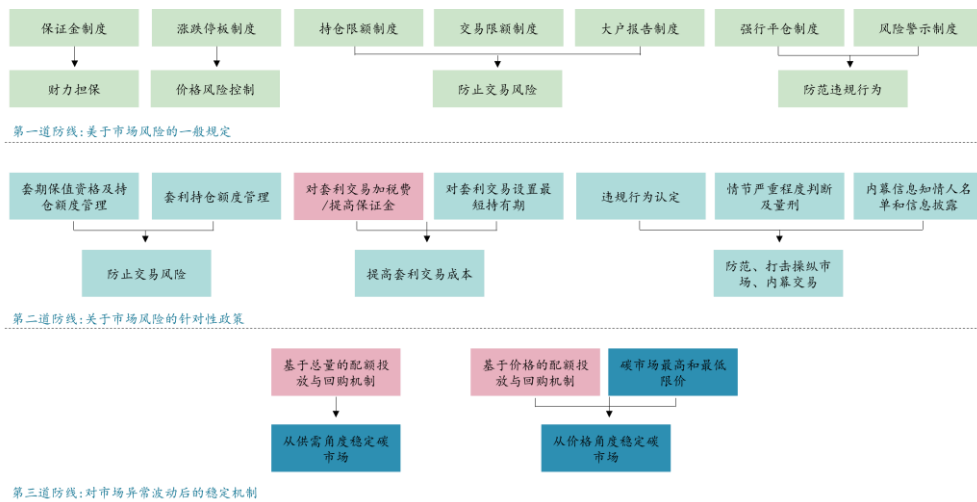 保证金制度
涨跌停板制度
持仓限额制度
交易限额制度
大户报告制度
强行平仓制度
风险警示制度
财力担保
价格风险控制
防止交易风险
防范违规行为
第一道防线:关于市场风险的一般规定
套期保值资格及持
仓额度管理
套利持仓额度管理
对套利交易加税费
/提高保证金
对套利交易设置最
短持有期
违规行为认定
情节严重程度判断
及量刑
内幕信息知情人名
单和信息披露
防止交易风险
提高套利交易成本
防范、打击操纵市
场、内幕交易
第二道防线:关于市场风险的针对性政策
基于总量的配额投
放与回购机制
基于价格的配额投
放与回购机制
碳市场最高和最低
限价
从供需角度稳定碳
市场
从价格角度稳定碳
市场
第三道防线:对市场异常波动后的稳定机制